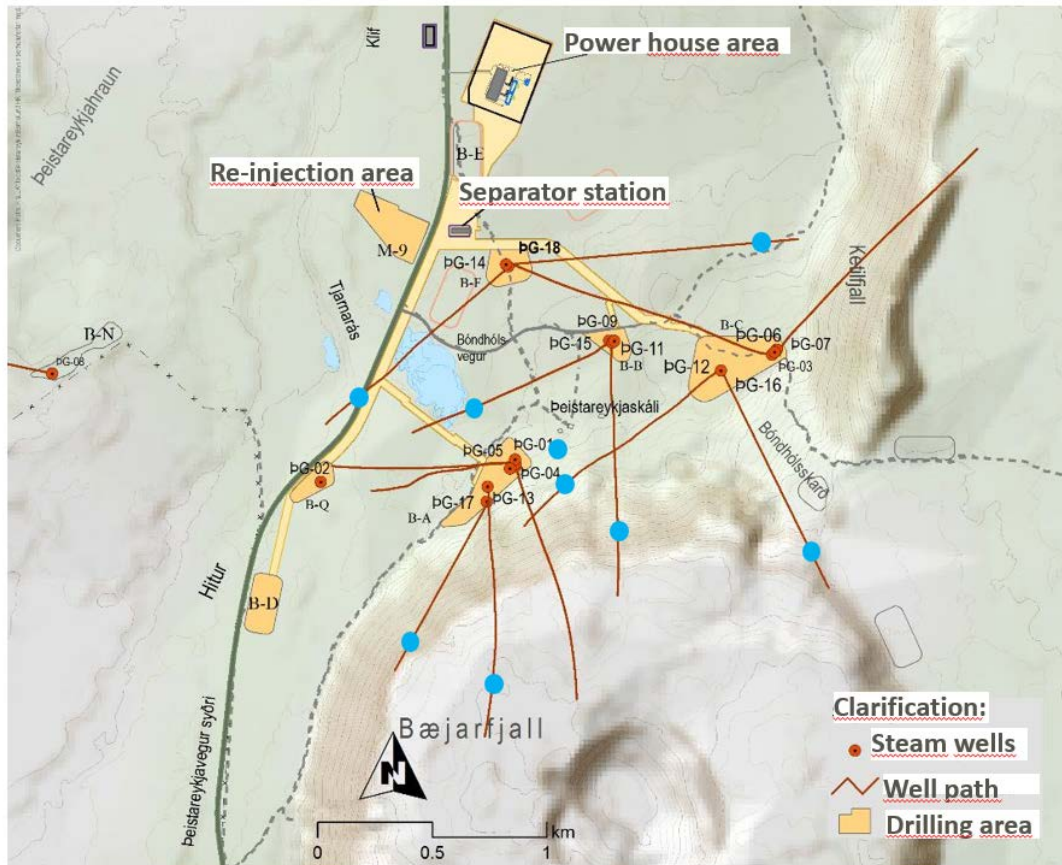 Klif
Power house area
Þeistareykjahraun
B-E
Re-injection area
Separator station
M-9
ÞG-18
ÞG-14
B-F
Ketilfjall
Tjarnarás
B-N
ÞG-08
Bóndhóls
vegur
ÞG-09
ÞG-15
ÞG-11
B-B
B-C
ÞG-06
ÞG-07
ÞG-12
ÞG-03
ÞG-16
Þeistareykjaskáli
Bóndhólsskarð
ÞG-01
ÞG-05
ÞG-04
ÞG-02
ÞG-13
ÞG-17
B-Q
B-A
Hitur
B-D
Þeistareykjavegur syðri
Bæjarfjall
N
km
0
0.5
1
Clarification:
Steam wells
Well path
Drilling area